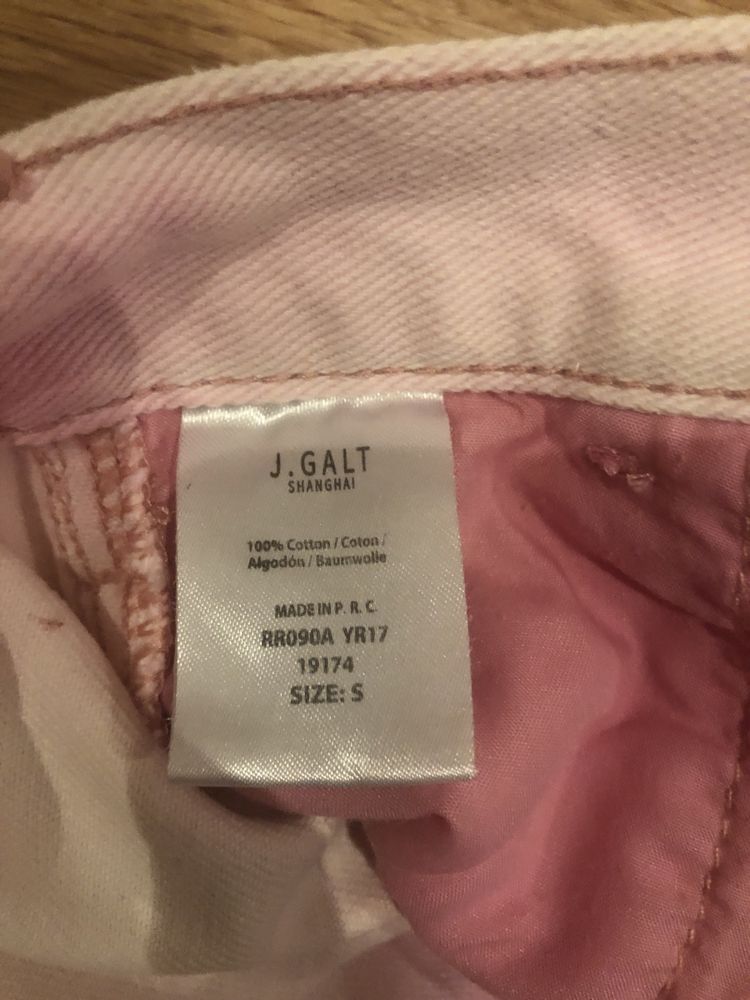 J.GALT
SHANGHAI
100% Cotton / Coton /
Algodón / Baumwolle
MADE IN P. R. C.
RR090A YR17
19174
SIZE: S